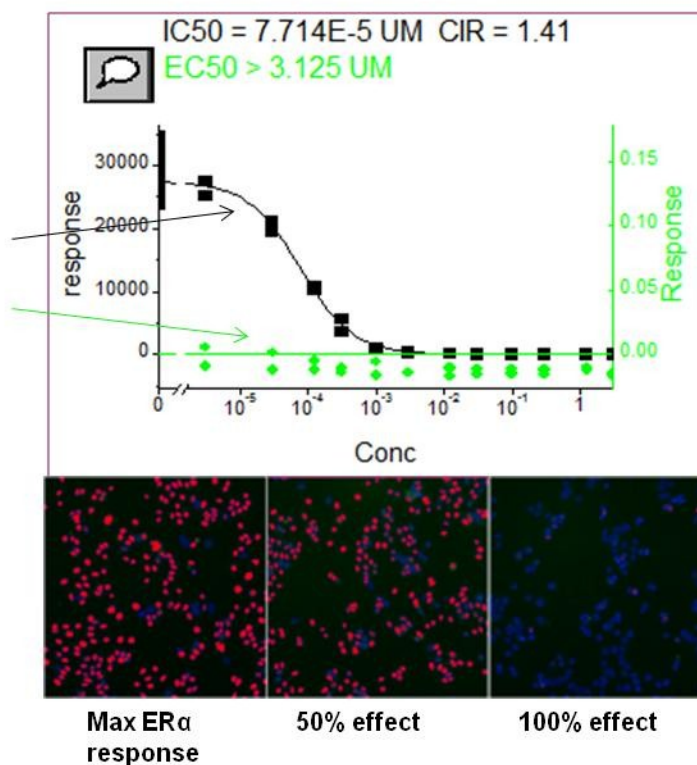 IC50 = 7.714E-5 UM CIR = 1.41
EC50 > 3.125 UM
response
30000
20000
10000
0
Response
0.15
0.10
0.05
0.00
0
10⁻⁵
10⁻⁴
10⁻³
10⁻²
10⁻¹
1
Conc
Max ERα
response
50% effect
100% effect